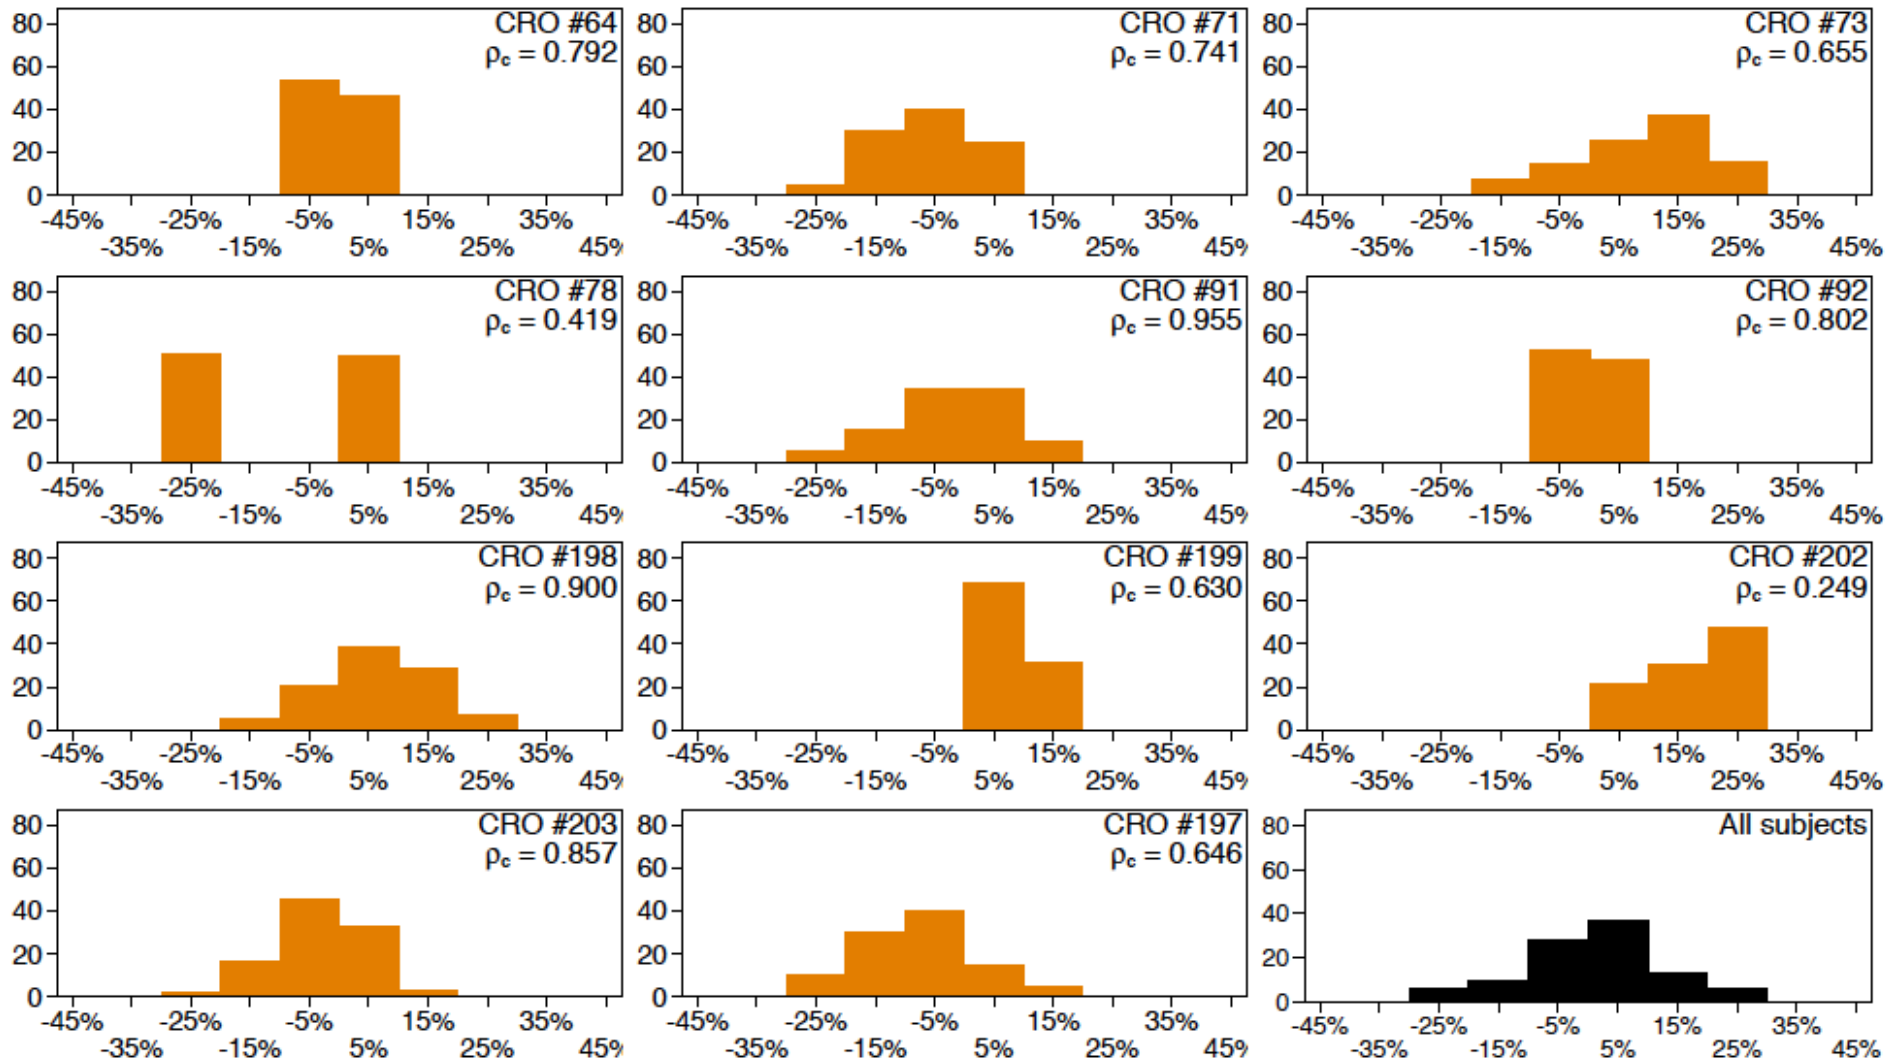 CRO #64
ρc = 0.792
80
60
40
20
0
-45% -25% -5% 15% 35%
-35% -15% 5% 25% 45%
CRO #71
ρc = 0.741
80
60
40
20
0
-45% -25% -5% 15% 35%
-35% -15% 5% 25% 45%
CRO #73
ρc = 0.655
80
60
40
20
0
-45% -25% -5% 15% 35%
-35% -15% 5% 25% 45%
CRO #78
ρc = 0.419
80
60
40
20
0
-45% -25% -5% 15% 35%
-35% -15% 5% 25% 45%
CRO #91
ρc = 0.955
80
60
40
20
0
-45% -25% -5% 15% 35%
-35% -15% 5% 25% 45%
CRO #92
ρc = 0.802
80
60
40
20
0
-45% -25% -5% 15% 35%
-35% -15% 5% 25% 45%
CRO #198
ρc = 0.900
80
60
40
20
0
-45% -25% -5% 15% 35%
-35% -15% 5% 25% 45%
CRO #199
ρc = 0.630
80
60
40
20
0
-45% -25% -5% 15% 35%
-35% -15% 5% 25% 45%
CRO #202
ρc = 0.249
80
60
40
20
0
-45% -25% -5% 15% 35%
-35% -15% 5% 25% 45%
CRO #203
ρc = 0.857
80
60
40
20
0
-45% -25% -5% 15% 35%
-35% -15% 5% 25% 45%
CRO #197
ρc = 0.646
80
60
40
20
0
-45% -25% -5% 15% 35%
-35% -15% 5% 25% 45%
All subjects
80
60
40
20
0
-45% -25% -5% 15% 35%
-35% -15% 5% 25% 45%